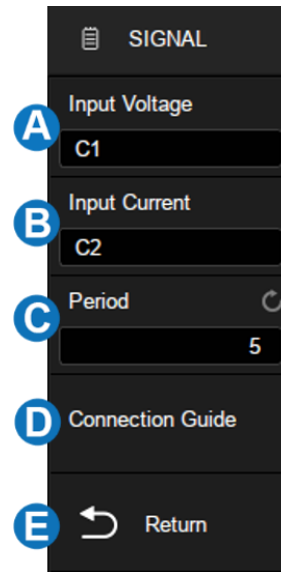 SIGNAL
A
Input Voltage
C1
B
Input Current
C2
C
Period
5
D
Connection Guide
E
Return